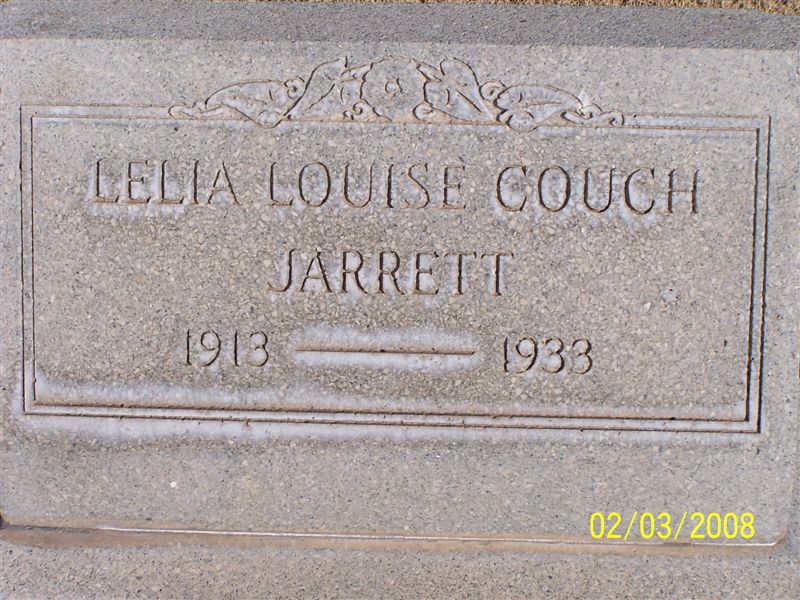 LELIA LOUISE COUCH
JARRETT
1913 — 1933
02/03/2008